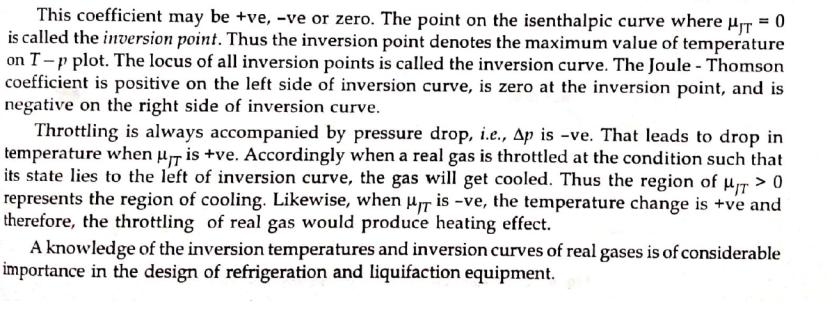 This coefficient may be +ve, –ve or zero. The point on the isenthalpic curve where μJT = 0
is called the inversion point. Thus the inversion point denotes the maximum value of temperature
on T – p plot. The locus of all inversion points is called the inversion curve. The Joule - Thomson
coefficient is positive on the left side of inversion curve, is zero at the inversion point, and is
negative on the right side of inversion curve.
Throttling is always accompanied by pressure drop, i.e., Δp is –ve. That leads to drop in
temperature when μJT is +ve. Accordingly when a real gas is throttled at the condition such that
its state lies to the left of inversion curve, the gas will get cooled. Thus the region of μJT > 0
represents the region of cooling. Likewise, when μJT is –ve, the temperature change is +ve and
therefore, the throttling of real gas would produce heating effect.
A knowledge of the inversion temperatures and inversion curves of real gases is of considerable
importance in the design of refrigeration and liquifaction equipment.